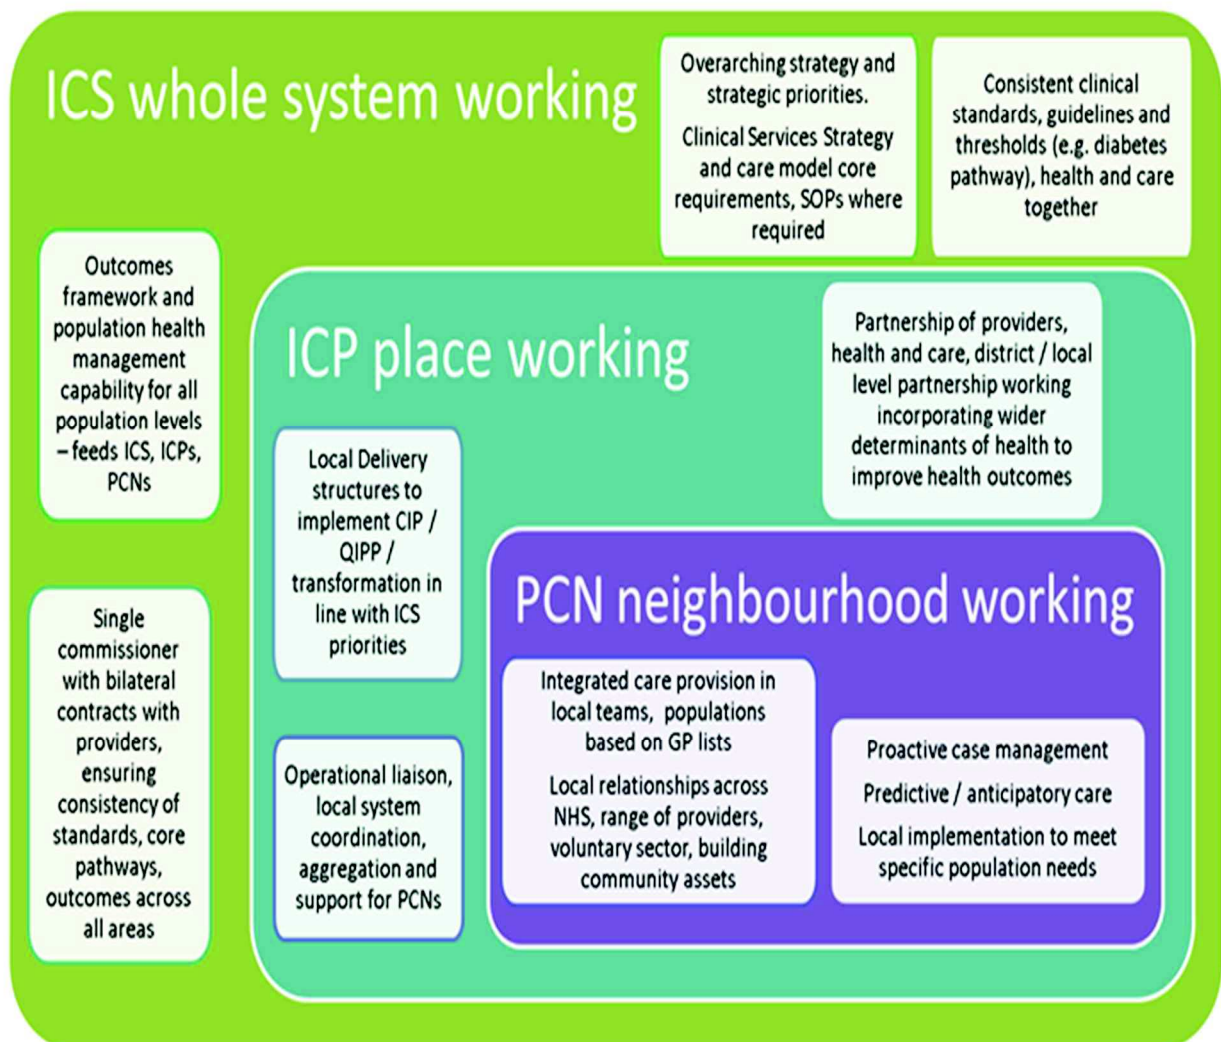 ICS whole system working
Overarching strategy and
strategic priorities.
Clinical Services Strategy
and care model core
requirements, SOPs where
required
Consistent clinical
standards, guidelines and
thresholds (e.g. diabetes
pathway), health and care
together
Outcomes
framework and
population health
management
capability for all
population levels
– feeds ICS, ICPs,
PCNs
Single
commissioner
with bilateral
contracts with
providers,
ensuring
consistency of
standards, core
pathways,
outcomes across
all areas
ICP place working
Partnership of providers,
health and care, district / local
level partnership working
incorporating wider
determinants of health to
improve health outcomes
Local Delivery
structures to
implement CIP /
QIPP /
transformation in
line with ICS
priorities
Operational liaison,
local system
coordination,
aggregation and
support for PCNs
PCN neighbourhood working
Integrated care provision in
local teams, populations
based on GP lists
Local relationships across
NHS, range of providers,
voluntary sector, building
community assets
Proactive case management
Predictive / anticipatory care
Local implementation to meet
specific population needs